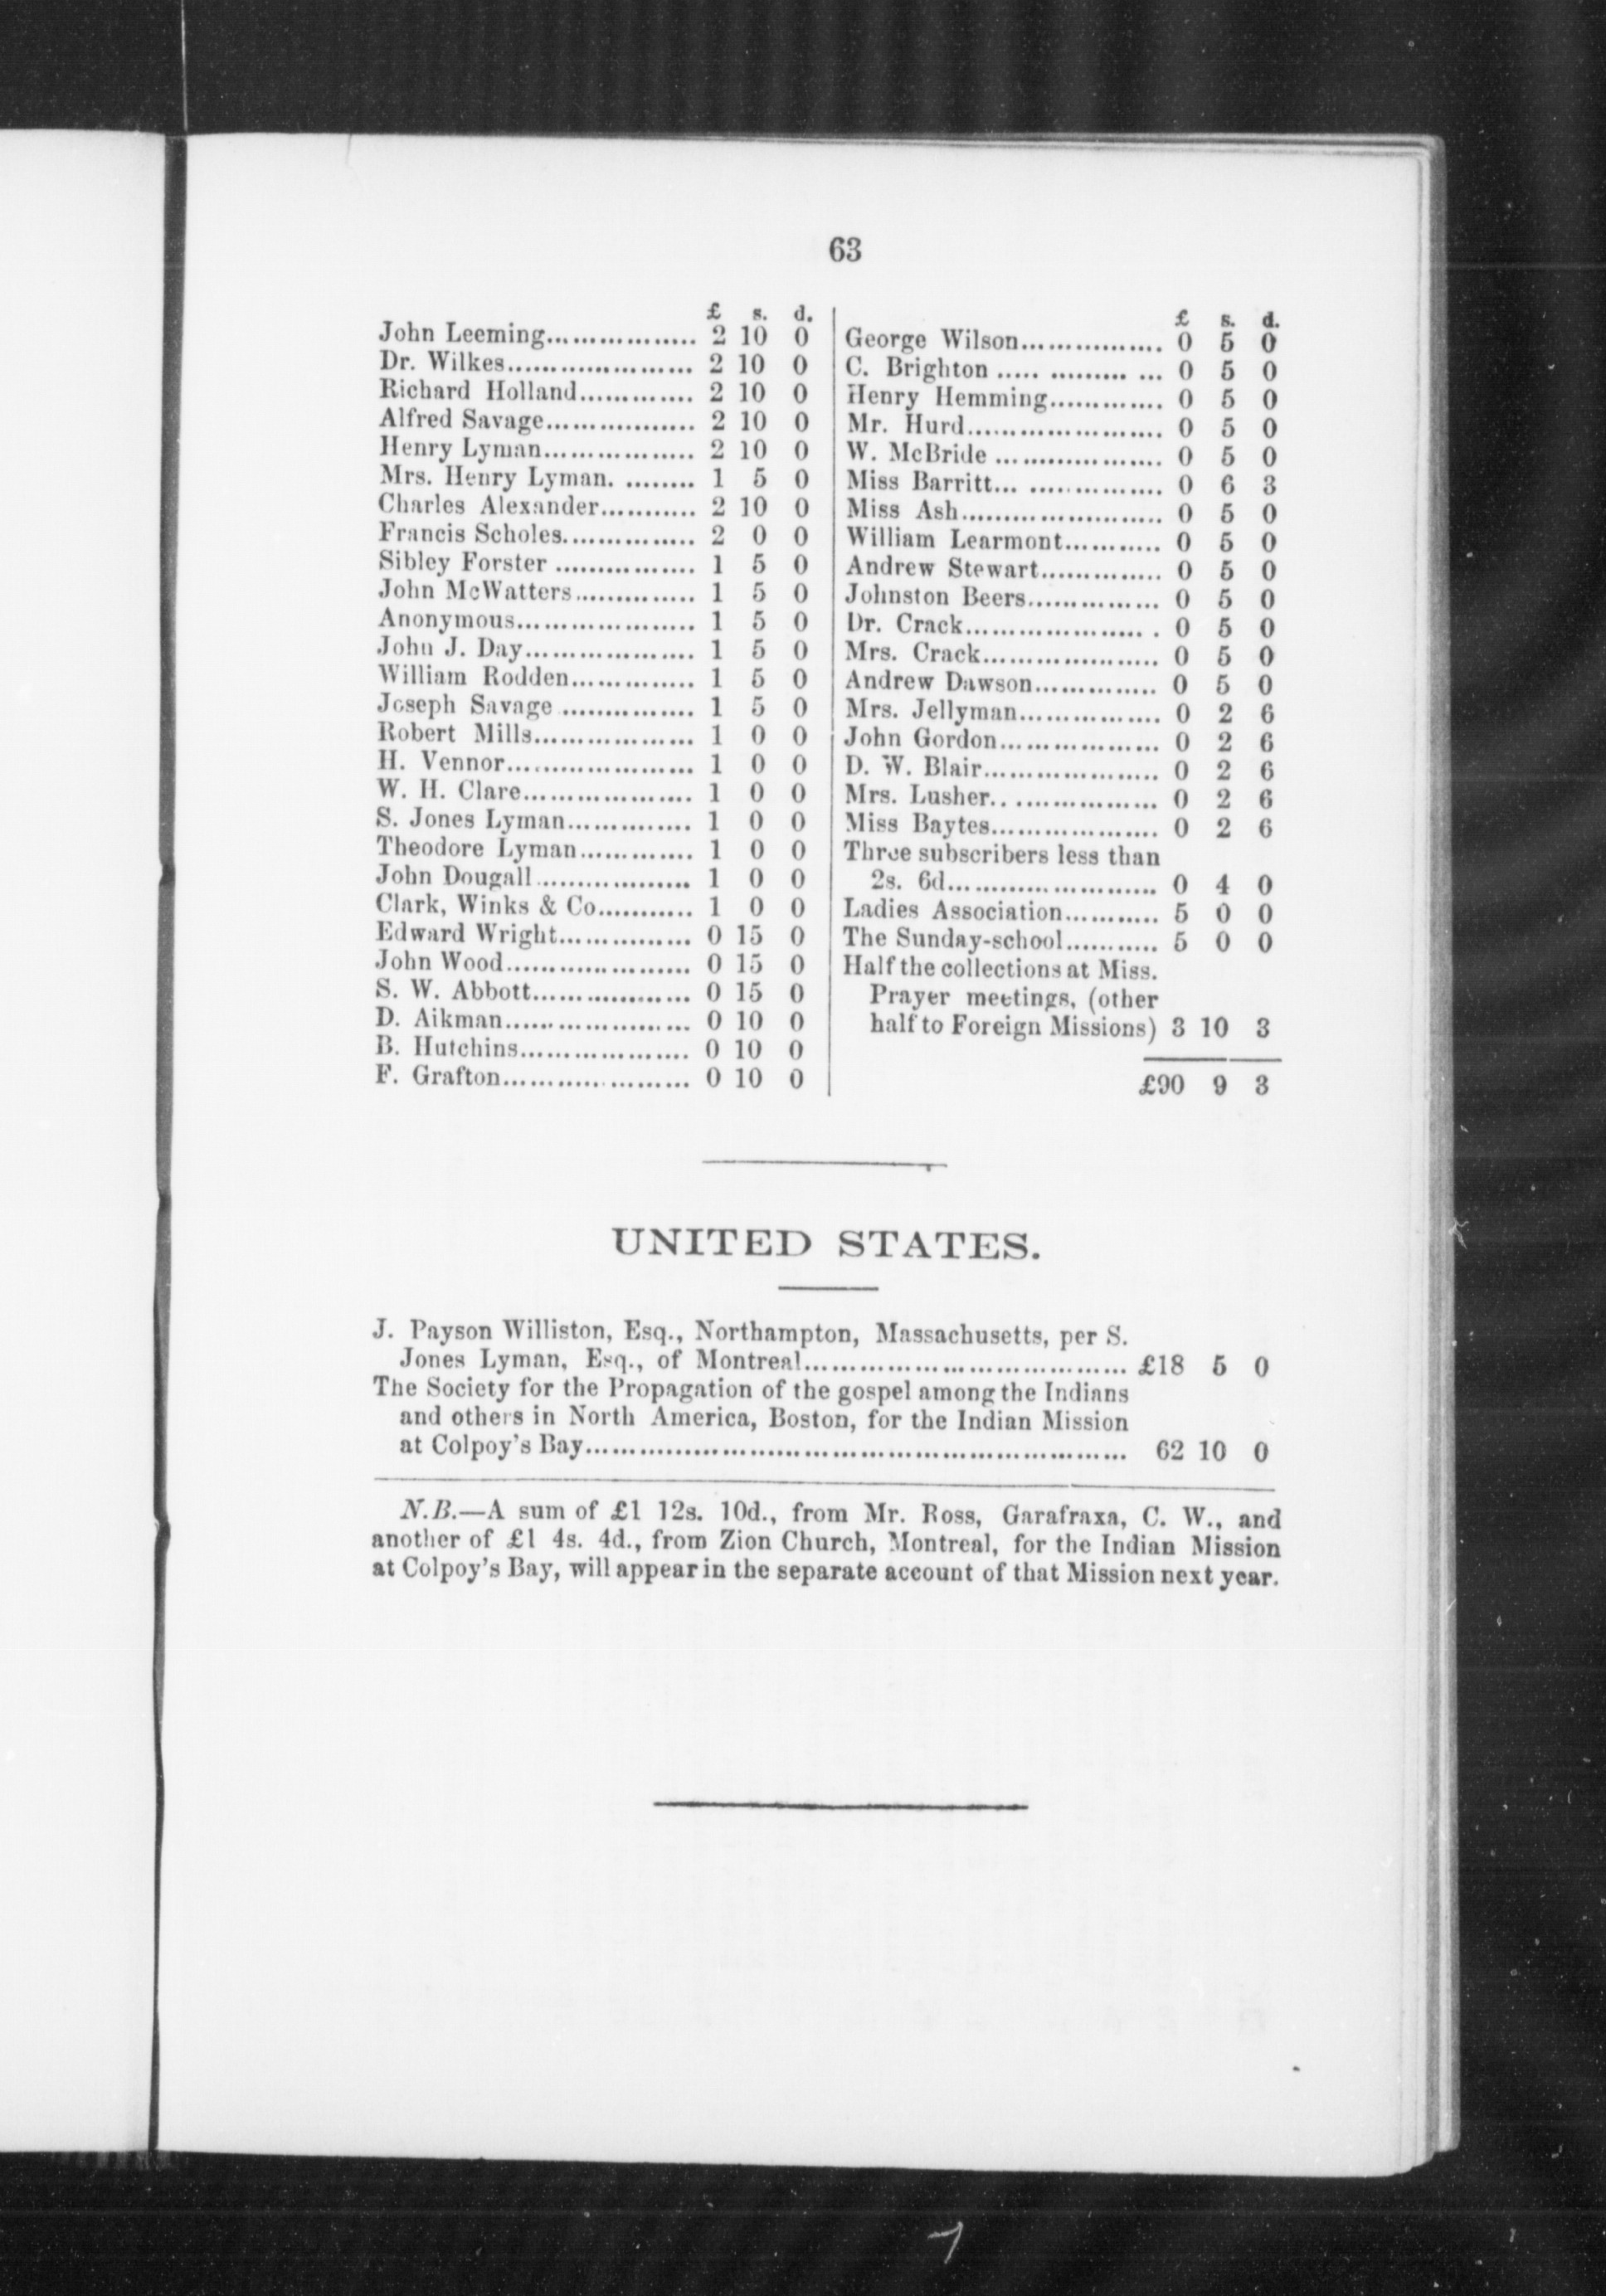 63
£ s. d.
John Leeming................. 2 10 0
Dr. Wilkes...................... 2 10 0
Richard Holland............. 2 10 0
Alfred Savage................. 2 10 0
Henry Lyman.................. 2 10 0
Mrs. Henry Lyman. ........ 1 5 0
Charles Alexander........... 2 10 0
Francis Scholes............... 2 0 0
Sibley Forster ................ 1 5 0
John McWatters.............. 1 5 0
Anonymous.................... 1 5 0
John J. Day................... 1 5 0
William Rodden.............. 1 5 0
Joseph Savage ............... 1 5 0
Robert Mills.................. 1 0 0
H. Vennor...................... 1 0 0
W. H. Clare................... 1 0 0
S. Jones Lyman.............. 1 0 0
Theodore Lyman............. 1 0 0
John Dougall.................. 1 0 0
Clark, Winks & Co........... 1 0 0
Edward Wright............... 0 15 0
John Wood..................... 0 15 0
S. W. Abbott.................. 0 15 0
D. Aikman..................... 0 10 0
B. Hutchins................... 0 10 0
F. Grafton..................... 0 10 0
£ s. d.
George Wilson................ 0 5 0
C. Brighton ..... ......... ... 0 5 0
Henry Hemming............. 0 5 0
Mr. Hurd...................... 0 5 0
W. McBride ................... 0 5 0
Miss Barritt... ............... 0 6 3
Miss Ash....................... 0 5 0
William Learmont........... 0 5 0
Andrew Stewart.............. 0 5 0
Johnston Beers............... 0 5 0
Dr. Crack.................... . 0 5 0
Mrs. Crack.................... 0 5 0
Andrew Dawson.............. 0 5 0
Mrs. Jellyman................ 0 2 6
John Gordon.................. 0 2 6
D. W. Blair.................... 0 2 6
Mrs. Lusher.. ................ 0 2 6
Miss Baytes................... 0 2 6
Three subscribers less than
2s. 6d....................... 0 4 0
Ladies Association........... 5 0 0
The Sunday-school........... 5 0 0
Half the collections at Miss.
Prayer meetings, (other
half to Foreign Missions) 3 10 3
£90 9 3
UNITED STATES.
J. Payson Williston, Esq., Northampton, Massachusetts, per S.
Jones Lyman, Esq., of Montreal................................... £18 5 0
The Society for the Propagation of the gospel among the Indians
and others in North America, Boston, for the Indian Mission
at Colpoy's Bay........................................................... 62 10 0
N.B.—A sum of £1 12s. 10d., from Mr. Ross, Garafraxa, C. W., and
another of £1 4s. 4d., from Zion Church, Montreal, for the Indian Mission
at Colpoy's Bay, will appear in the separate account of that Mission next year.